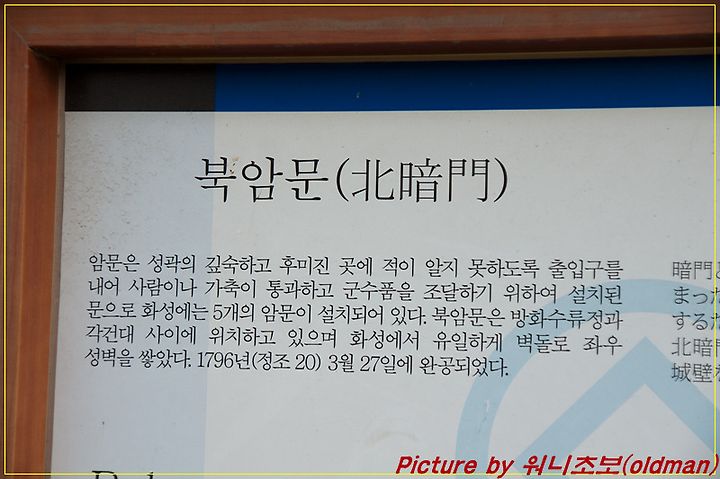 북암문(北暗門)
암문은 성곽의 깊숙하고 후미진 곳에 적이 알지 못하도록 출입구를
내어 사람이나 가축이 통과하고 군수품을 조달하기 위하여 설치된
문으로 화성에는 5개의 암문이 설치되어 있다. 북암문은 방화수류정과
각건대 사이에 위치하고 있으며 화성에서 유일하게 벽돌로 좌우
성벽을 쌓았다. 1796년(정조 20) 3월 27일에 완공되었다.
暗門
まった
する
北暗門
城壁
Picture by 워니초보(oldman)